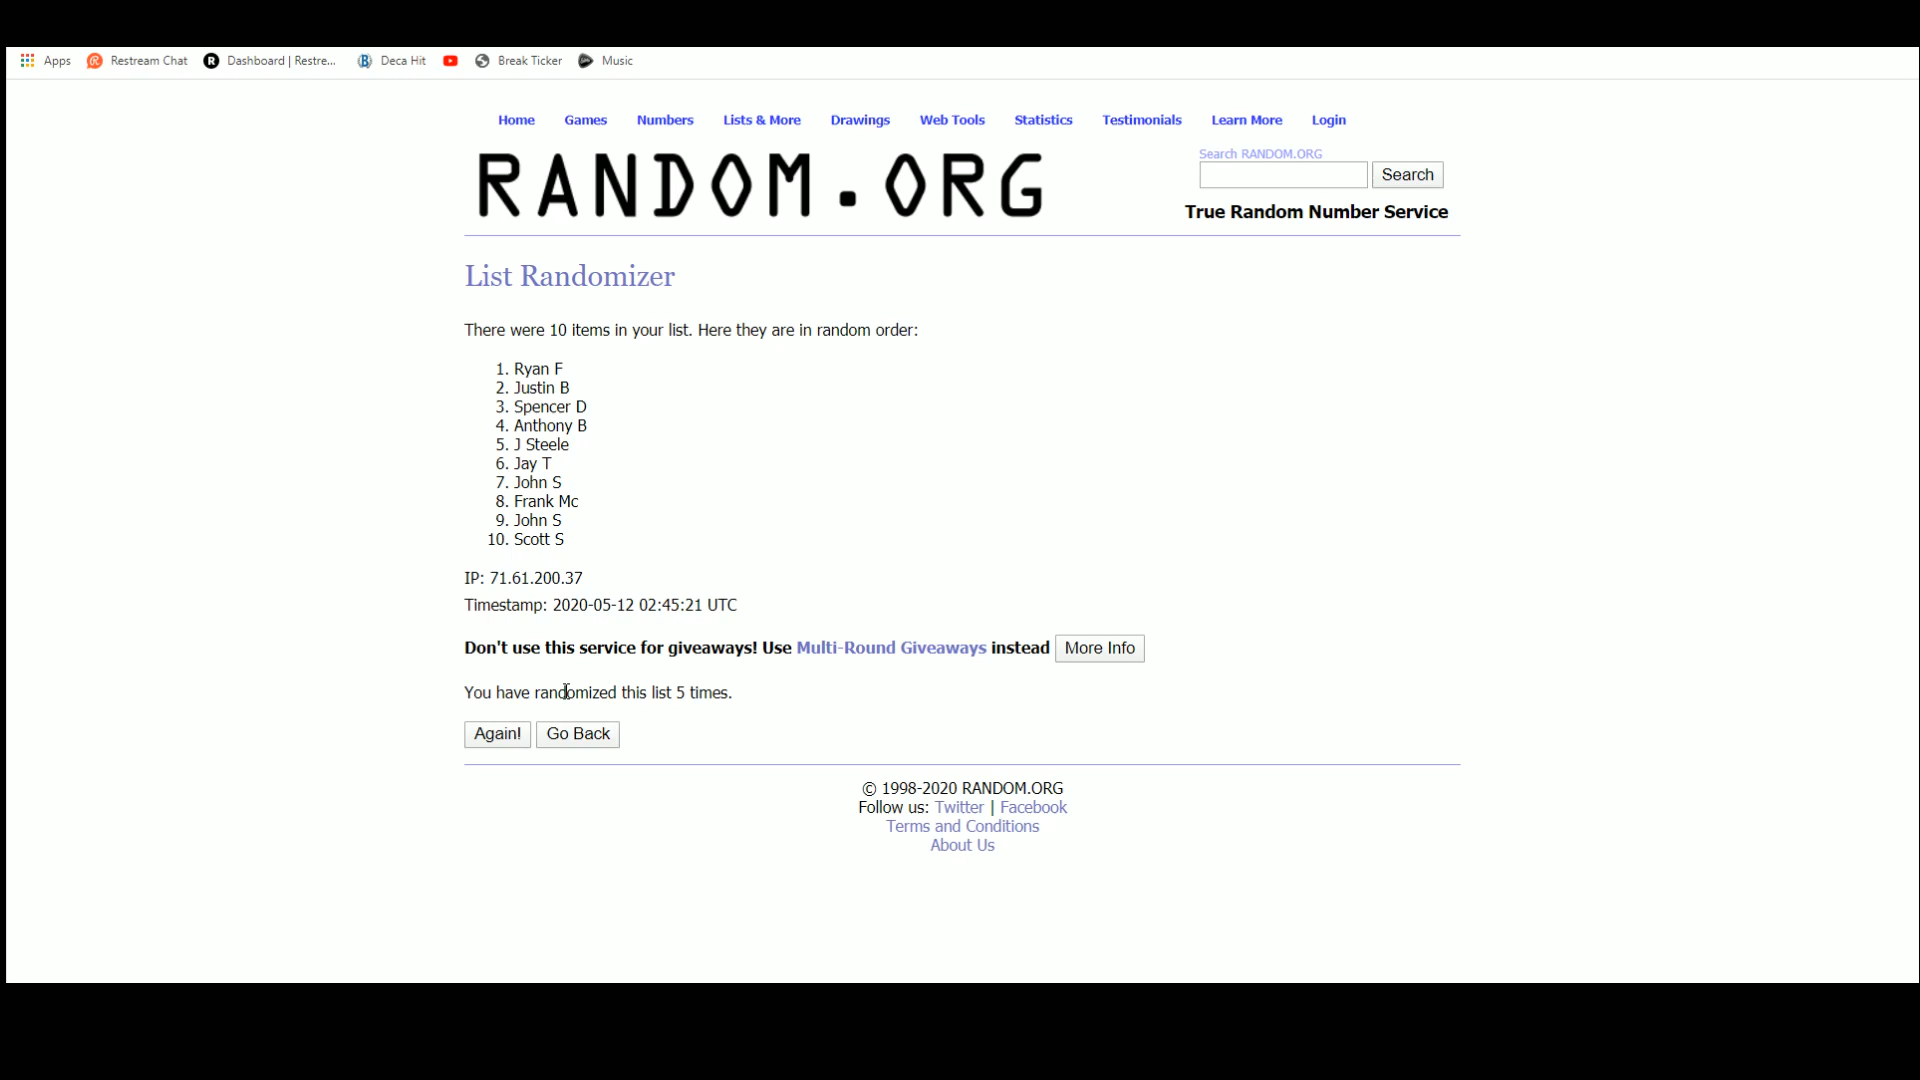 Apps Restream Chat Dashboard | Restre... Deca Hit Break Ticker Music
Home Games Numbers Lists & More Drawings Web Tools Statistics Testimonials Learn More Login
RANDOM.ORG
Search RANDOM.ORG
Search
True Random Number Service
List Randomizer
There were 10 items in your list. Here they are in random order:
1. Ryan F
2. Justin B
3. Spencer D
4. Anthony B
5. J Steele
6. Jay T
7. John S
8. Frank Mc
9. John S
10. Scott S
IP: 71.61.200.37
Timestamp: 2020-05-12 02:45:21 UTC
Don't use this service for giveaways! Use Multi-Round Giveaways instead More Info
You have randomized this list 5 times.
Again! Go Back
© 1998-2020 RANDOM.ORG
Follow us: Twitter | Facebook
Terms and Conditions
About Us